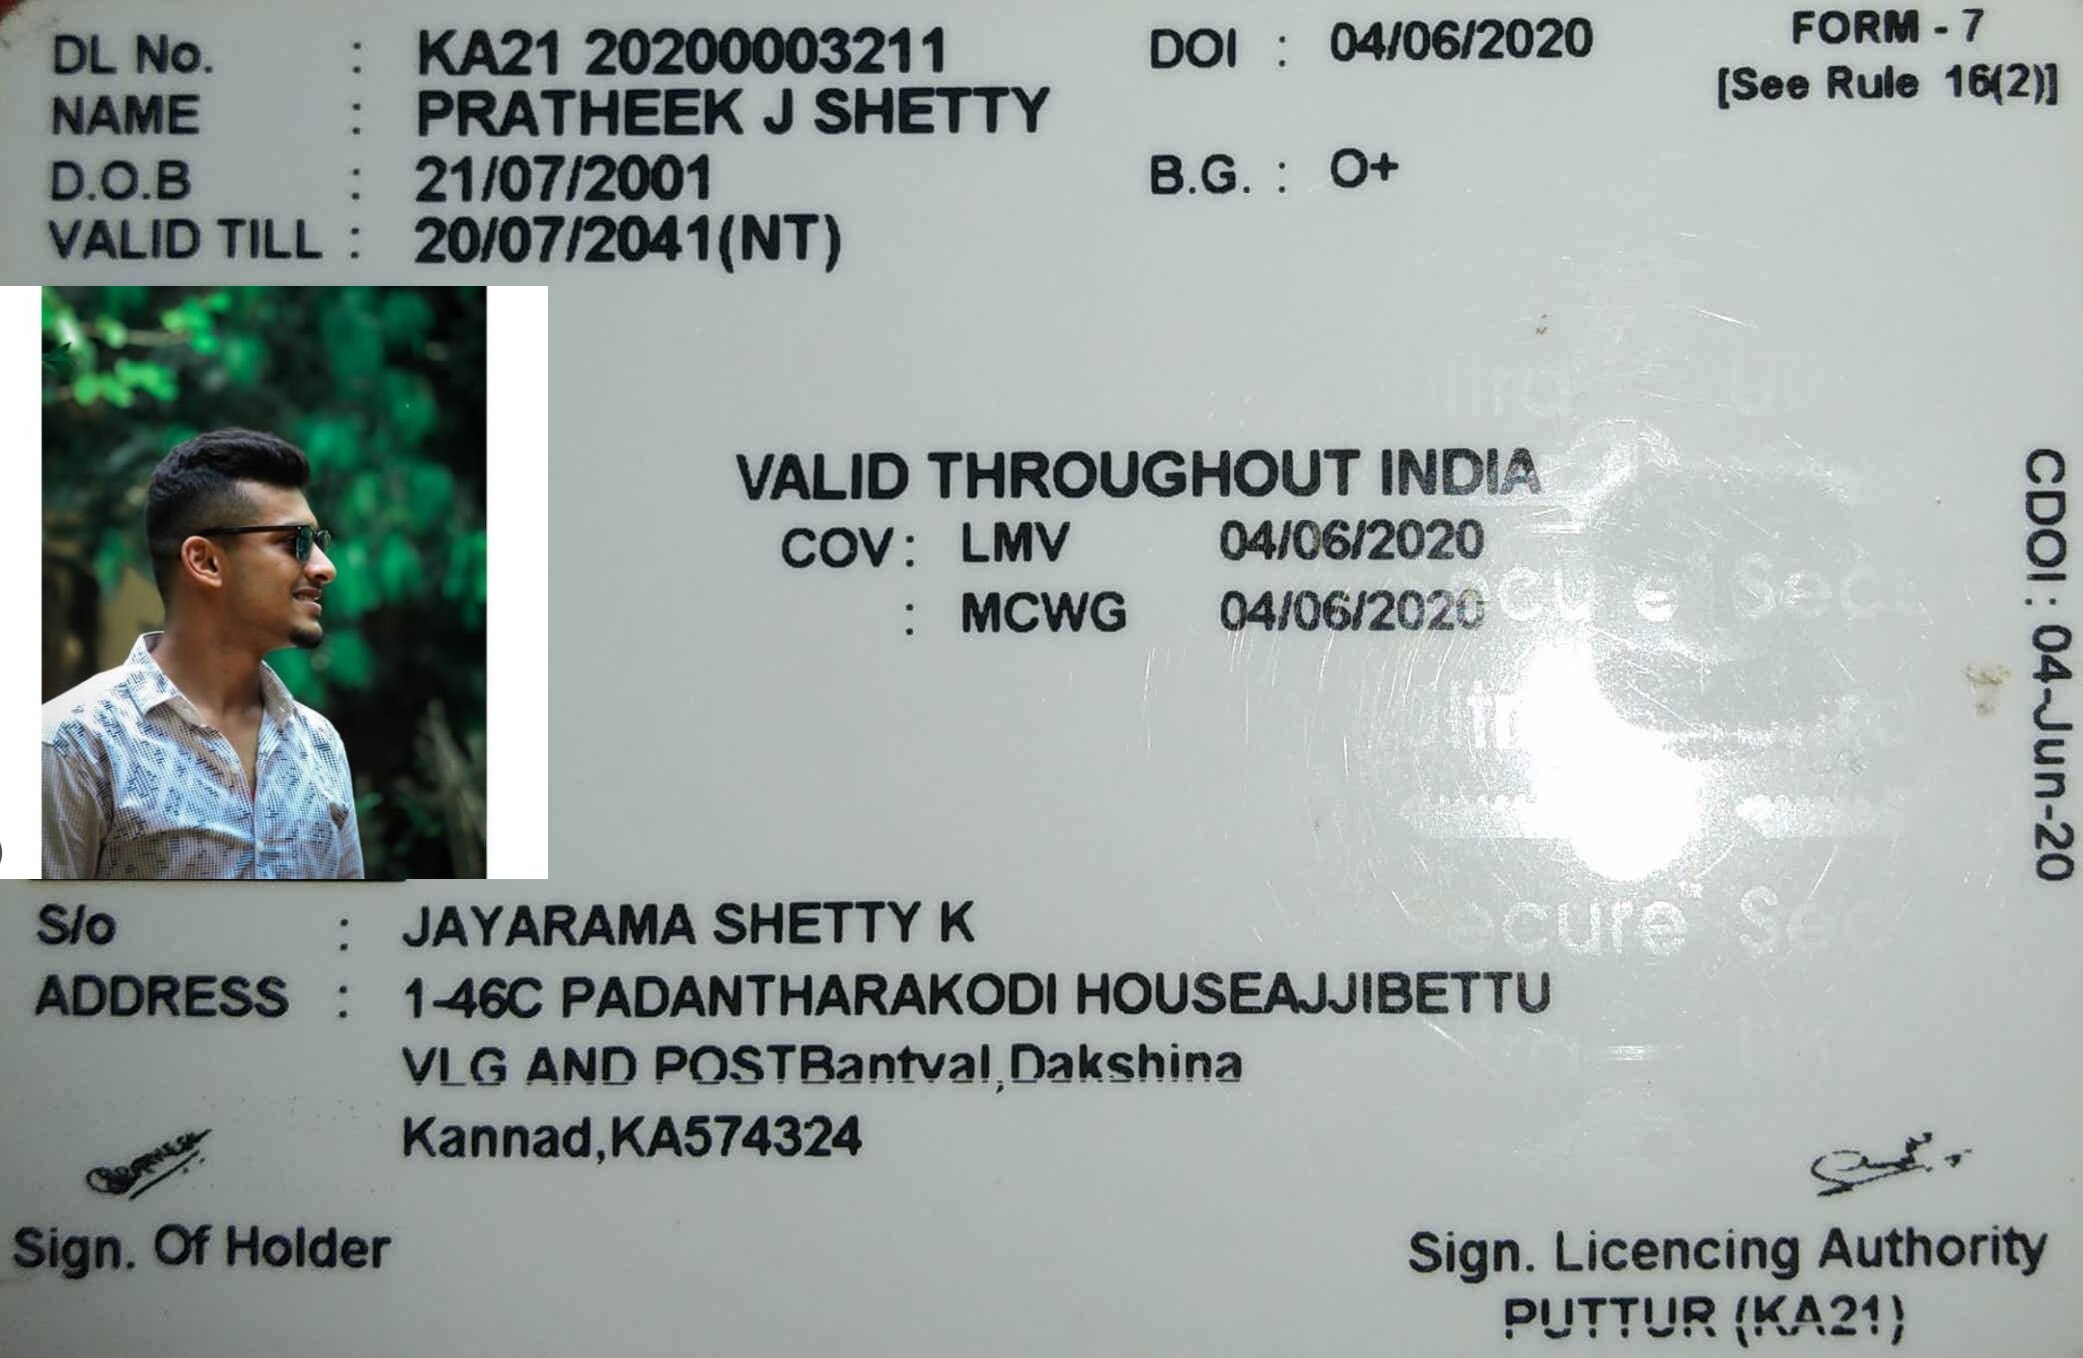 DL No. : KA21 20200003211 DOI : 04/06/2020 FORM - 7
[See Rule 16(2)]
NAME : PRATHEEK J SHETTY
D.O.B : 21/07/2001 B.G. : O+
VALID TILL : 20/07/2041(NT)
VALID THROUGHOUT INDIA
COV : LMV 04/06/2020
: MCWG 04/06/2020
CDOI : 04-Jun-20
S/o : JAYARAMA SHETTY K
ADDRESS : 1-46C PADANTHARAKODI HOUSEAJJIBETTU
VLG AND POSTBantval,Dakshina
Kannad,KA574324
Sign. Of Holder
Sign. Licencing Authority
PUTTUR (KA21)